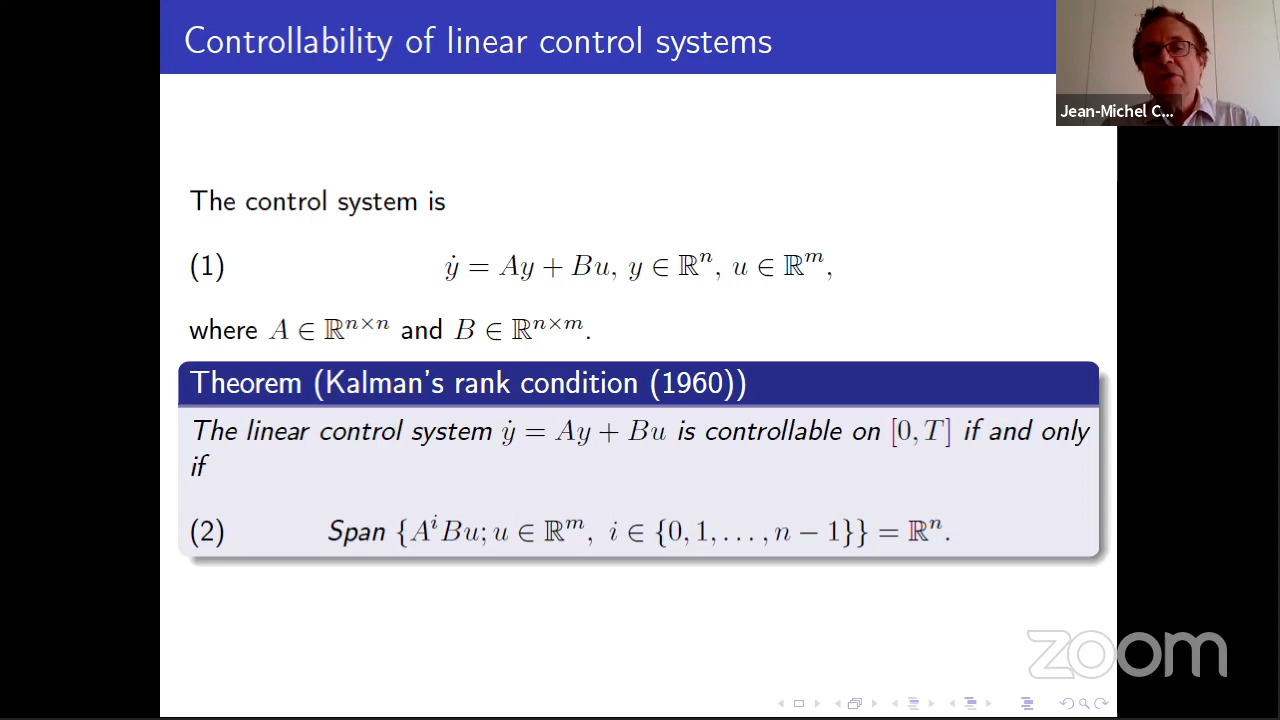 Controllability of linear control systems
Jean-Michel C...
The control system is
(1) ẏ = Ay + Bu, y ∈ ℝⁿ, u ∈ ℝᵐ,
where A ∈ ℝⁿˣⁿ and B ∈ ℝⁿˣᵐ.
Theorem (Kalman's rank condition (1960))
The linear control system ẏ = Ay + Bu is controllable on [0, T] if and only
if
(2) Span {AⁱBu; u ∈ ℝᵐ, i ∈ {0, 1, . . . , n − 1}} = ℝⁿ.
zoom